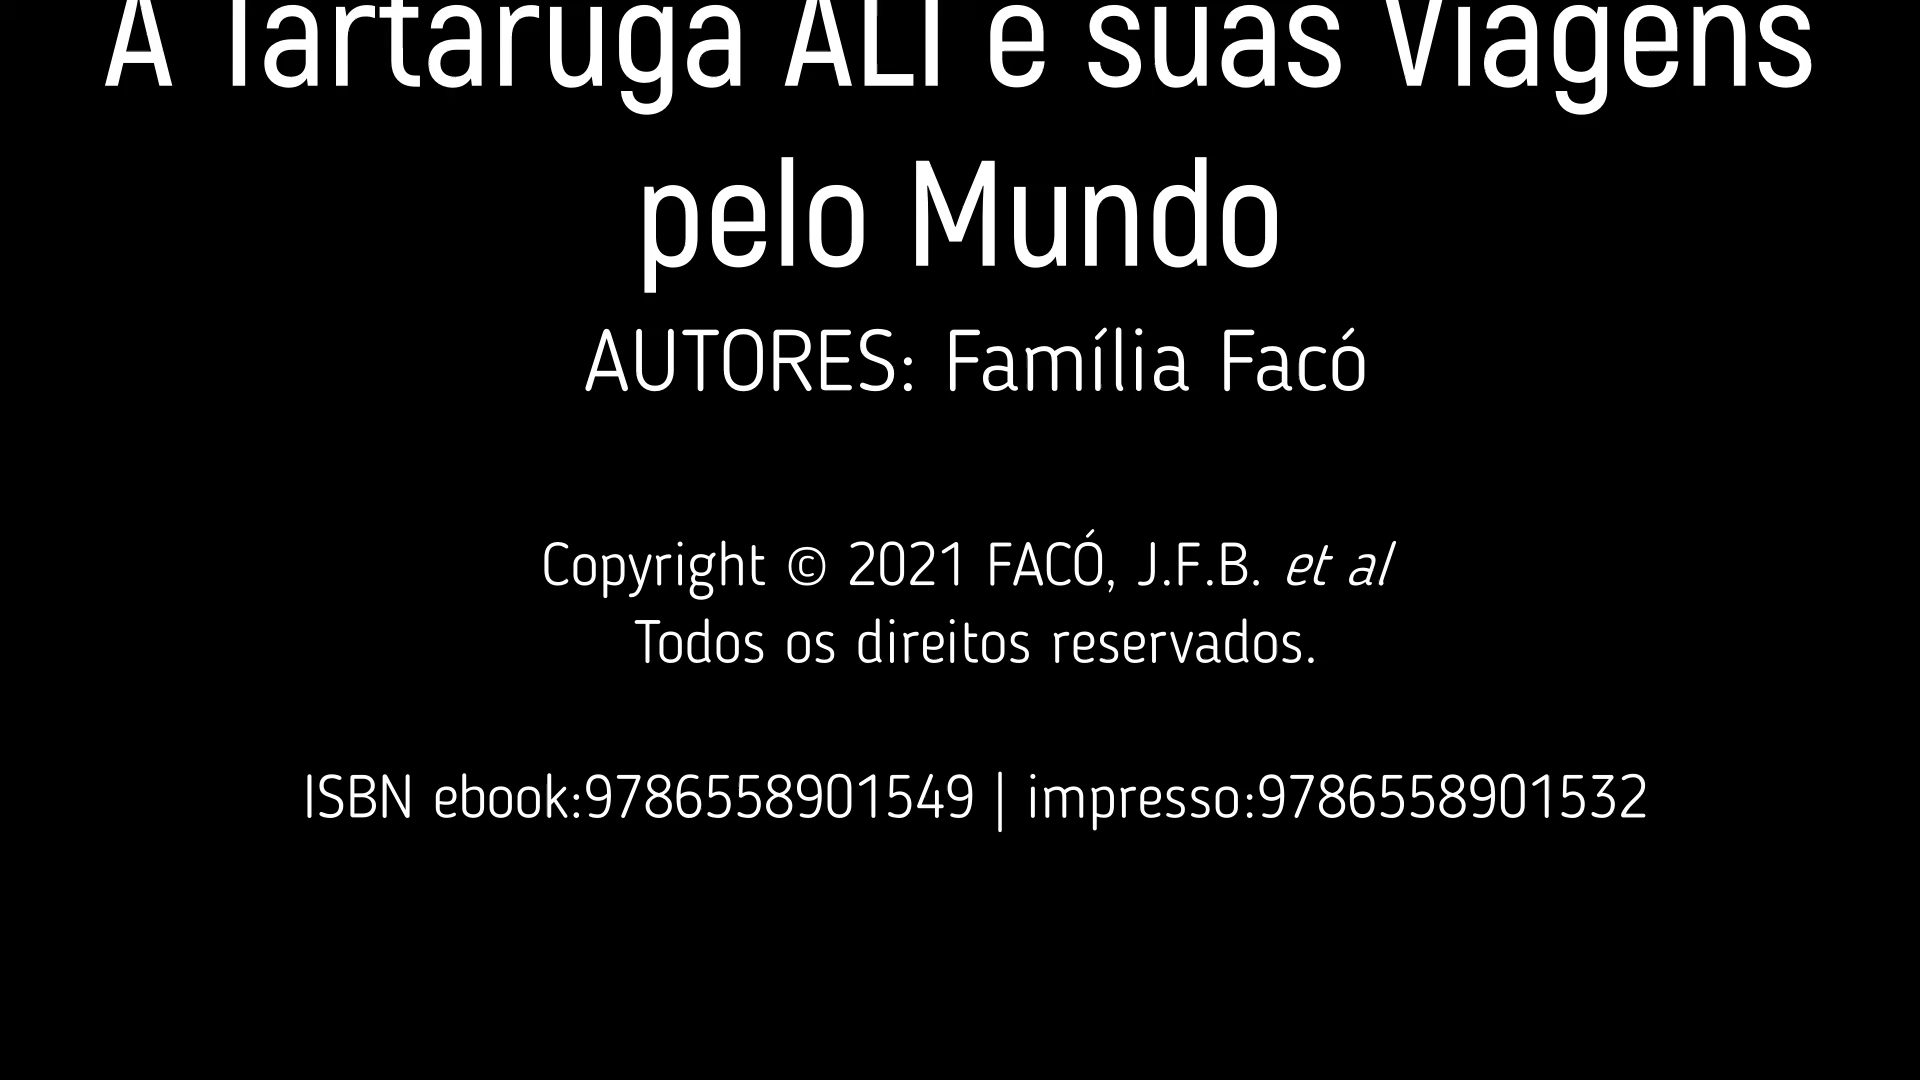 A Tartaruga ALI e suas Viagens
pelo Mundo
AUTORES: Família Facó
Copyright © 2021 FACÓ, J.F.B. et al
Todos os direitos reservados.
ISBN ebook:9786558901549 | impresso:9786558901532